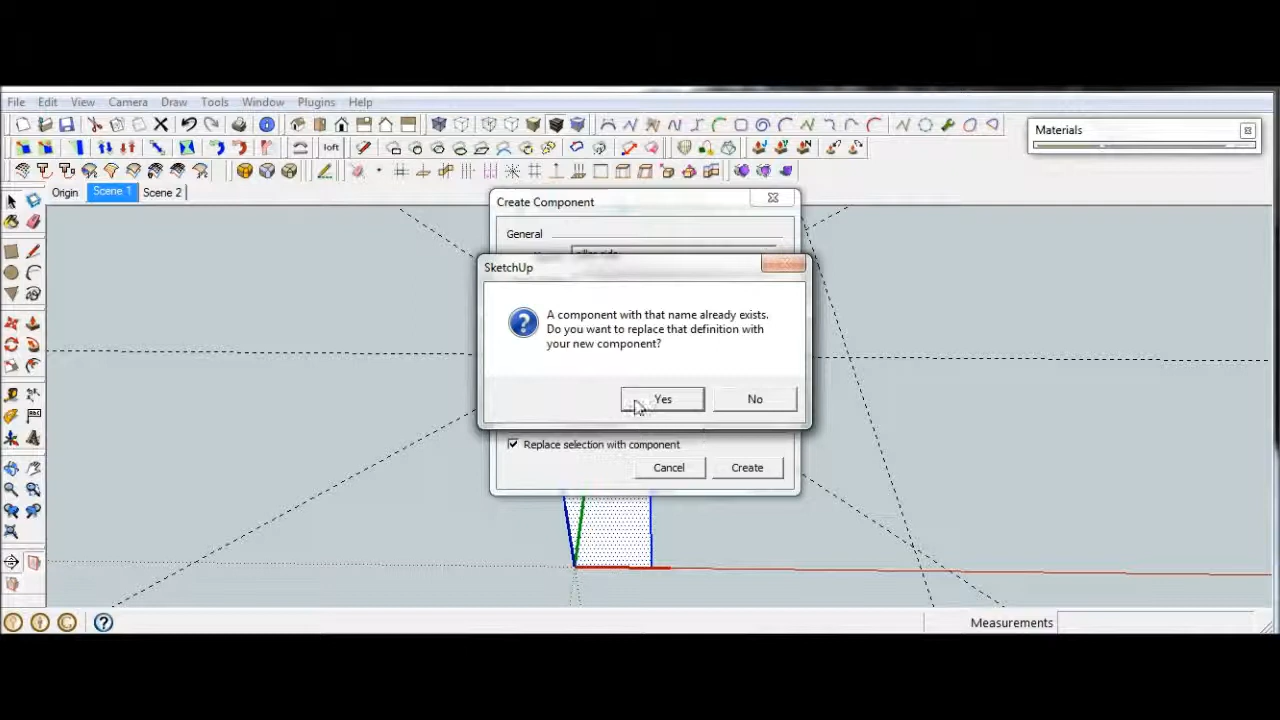 File Edit View Camera Draw Tools Window Plugins Help
Materials
loft
Origin Scene 1 Scene 2
Create Component
General
SketchUp
A component with that name already exists.
Do you want to replace that definition with
your new component?
Yes No
Replace selection with component
Cancel Create
Measurements